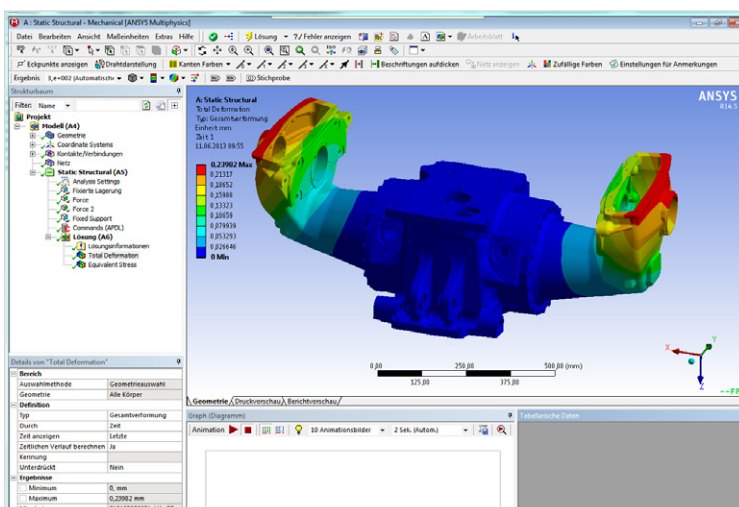 A : Static Structural - Mechanical [ANSYS Multiphysics]
Datei Bearbeiten Ansicht Maßeinheiten Extras Hilfe Lösung ?/ Fehler anzeigen Arbeitsblatt
Eckpunkte anzeigen Drahtdarstellung Kanten Farben Beschriftungen aufdicken Netz anzeigen Zufällige Farben Einstellungen für Anmerkungen
Ergebnis 3,e+002 (Automatisch) Stichprobe
Strukturbaum
Filter: Name
Projekt
Modell (A4)
Geometrie
Coordinate Systems
Kontakte/Verbindungen
Netz
Static Structural (A5)
Analysis Settings
Fixierte Lagerung
Force
Force 2
Fixed Support
Commands (APDL)
Lösung (A6)
Lösungsinformationen
Total Deformation
Equivalent Stress
A: Static Structural
Total Deformation
Typ: Gesamtverformung
Einheit: mm
Zeit: 1
11.06.2013 09:55
0,23982 Max
0,21317
0,18652
0,15988
0,13323
0,10659
0,079939
0,053293
0,026646
0 Min
ANSYS
R14.5
0,00 250,00 500,00 (mm)
125,00 375,00
X
Y
Z
Geometrie Druckvorschau Berichtvorschau
Details von "Total Deformation"
Bereich
Auswahlmethode Geometrieauswahl
Geometrie Alle Körper
Definition
Typ Gesamtverformung
Durch Zeit
Zeit anzeigen Letzte
Zeitlichen Verlauf berechnen Ja
Kennung
Unterdrückt Nein
Ergebnisse
Minimum 0, mm
Maximum 0,23982 mm
Graph (Diagramm)
Animation 10 Animationsbilder 2 Sek. (Autom.)
Tabellarische Daten